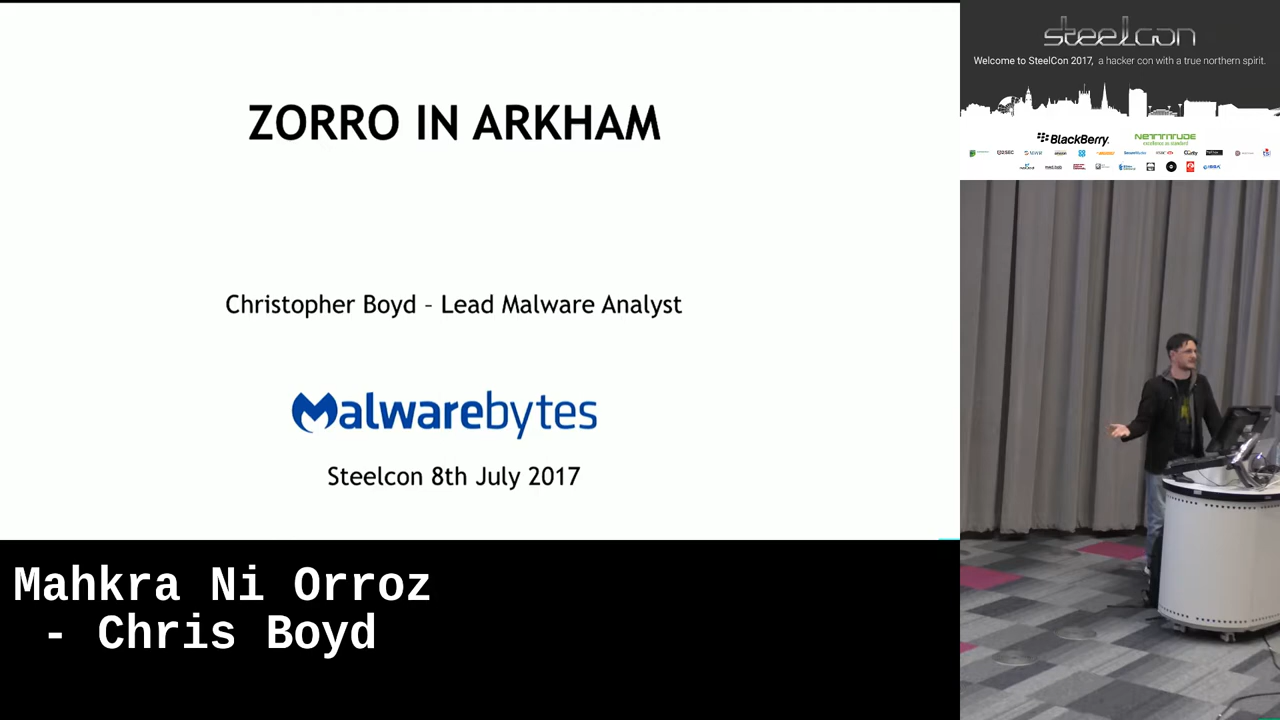 ZORRO IN ARKHAM
Christopher Boyd – Lead Malware Analyst
Malwarebytes
Steelcon 8th July 2017
Mahkra Ni Orroz
- Chris Boyd
steelcon
Welcome to SteelCon 2017, a hacker con with a true northern spirit.
BlackBerry
NETTITUDE